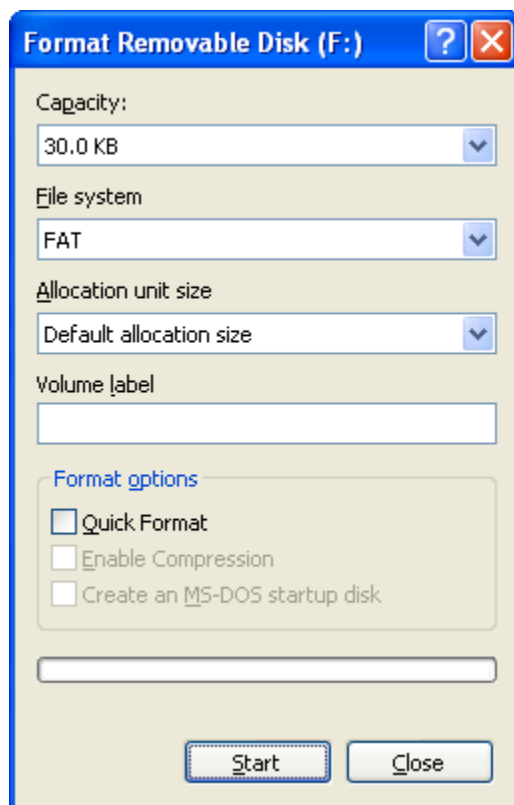 Format Removable Disk (F:)
Capacity:
30.0 KB
File system
FAT
Allocation unit size
Default allocation size
Volume label
Format options
Quick Format
Enable Compression
Create an MS-DOS startup disk
Start Close